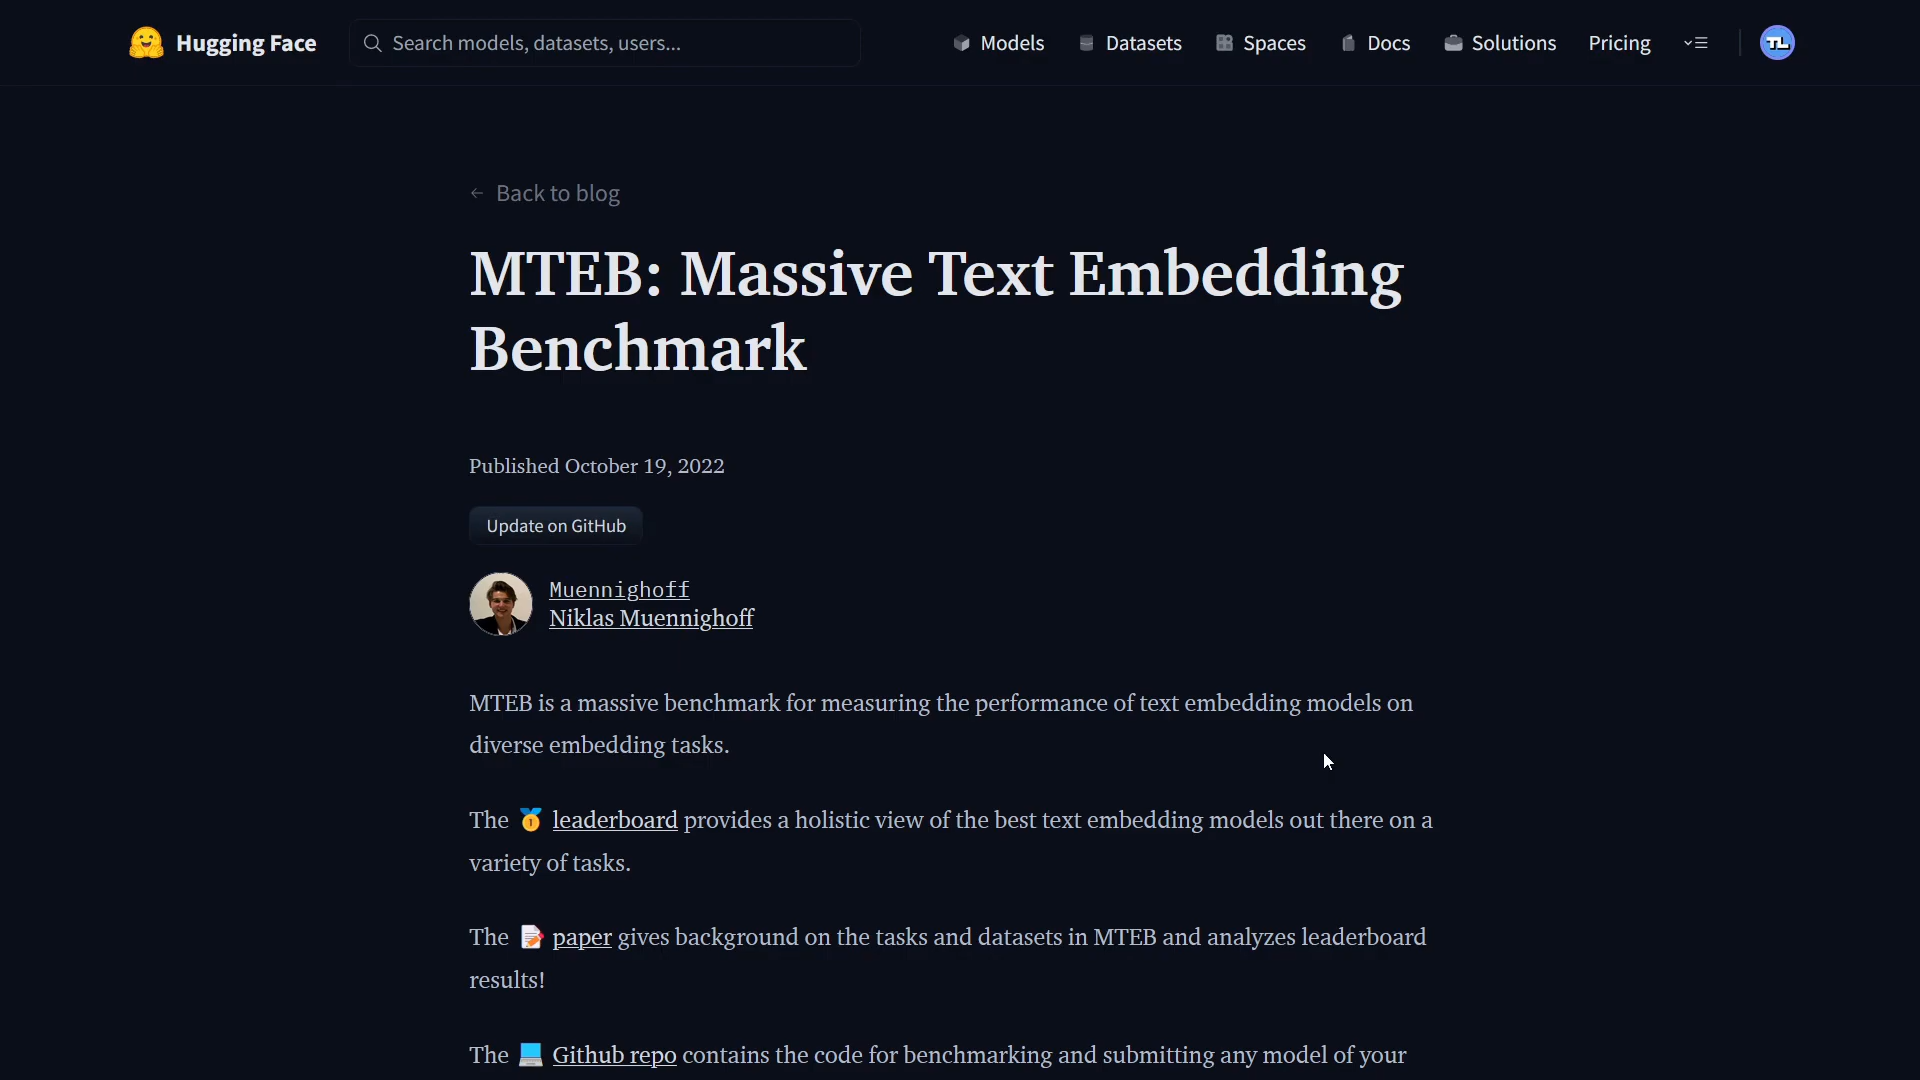 Hugging Face
Search models, datasets, users...
Models
Datasets
Spaces
Docs
Solutions
Pricing
TL
← Back to blog
MTEB: Massive Text Embedding
Benchmark
Published October 19, 2022
Update on GitHub
Muennighoff
Niklas Muennighoff
MTEB is a massive benchmark for measuring the performance of text embedding models on
diverse embedding tasks.
The 🥇 leaderboard provides a holistic view of the best text embedding models out there on a
variety of tasks.
The 📝 paper gives background on the tasks and datasets in MTEB and analyzes leaderboard
results!
The 💻 Github repo contains the code for benchmarking and submitting any model of your